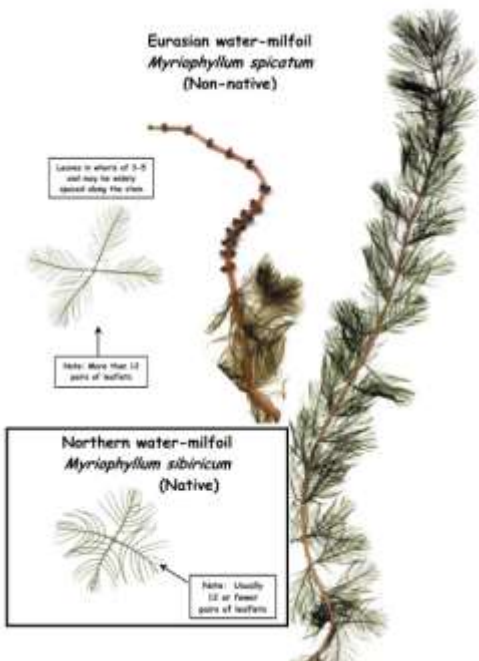 Eurasian water-milfoil
Myriophyllum spicatum
(Non-native)
Leaves in whorls of 3-5
and may be widely
spaced along the stem.
Note: More than 12
pairs of leaflets
Northern water-milfoil
Myriophyllum sibiricum
(Native)
Note: Usually
12 or fewer
pairs of leaflets